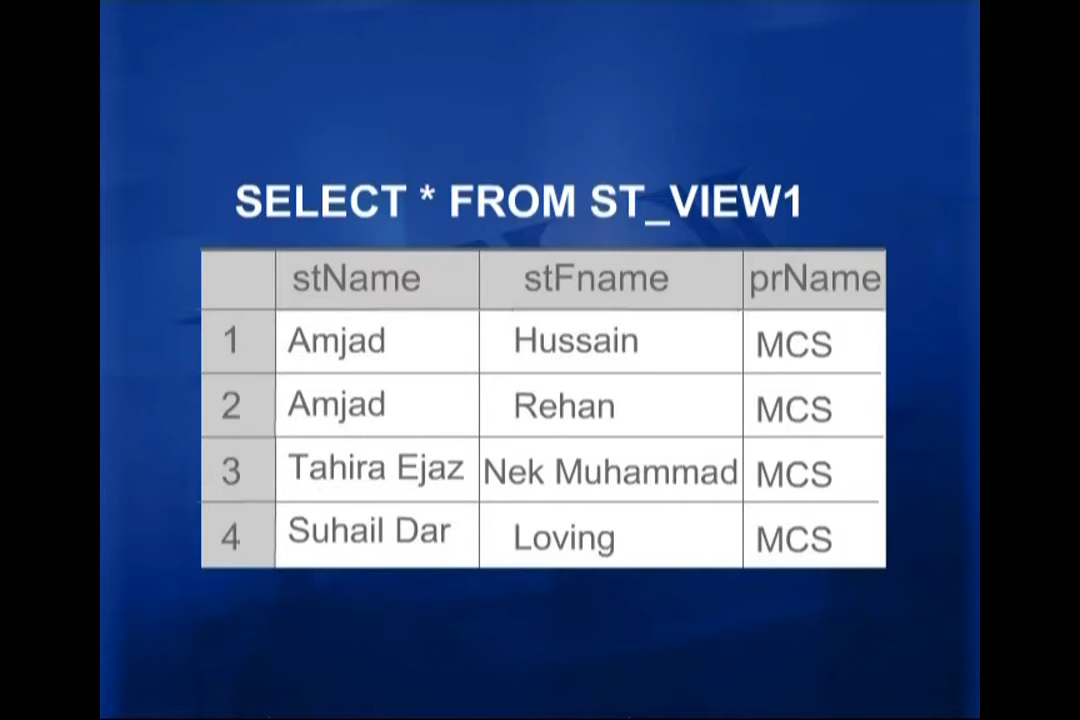 SELECT * FROM ST_VIEW1
stName stFname prName
1 Amjad Hussain MCS
2 Amjad Rehan MCS
3 Tahira Ejaz Nek Muhammad MCS
4 Suhail Dar Loving MCS